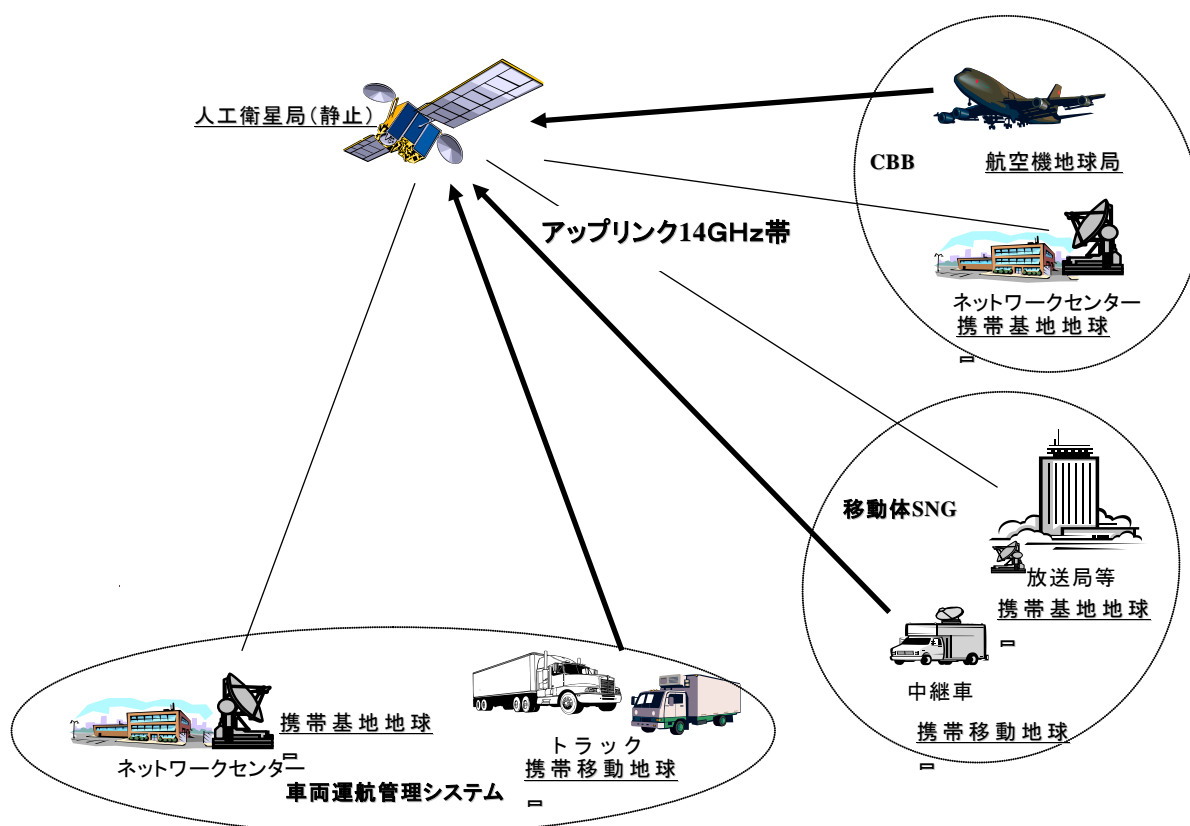 人工衛星局(静止)
CBB
航空機地球局
アップリンク14GHz帯
ネットワークセンター
携帯基地地球
移動体SNG
放送局等
携帯基地地球
中継車
携帯移動地球
携帯基地地球
ネットワークセンター
トラック
携帯移動地球
車両運航管理システム